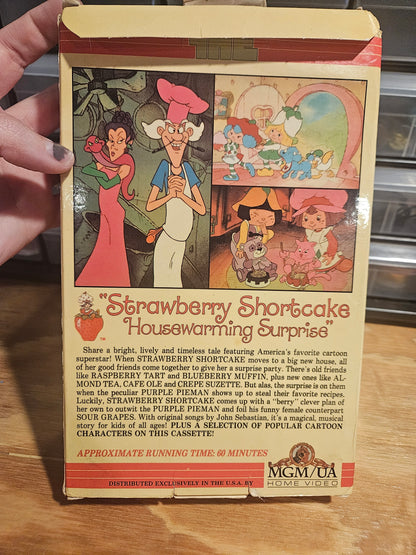 "Strawberry Shortcake
Housewarming Surprise"
TM
Share a bright, lively and timeless tale featuring America's favorite cartoon
superstar! When STRAWBERRY SHORTCAKE moves to a big new house, all
of her good friends come together to give her a surprise party. There's old friends
like RASPBERRY TART and BLUEBERRY MUFFIN, plus new ones like AL-
MOND TEA, CAFE OLE and CREPE SUZETTE. But alas, the surprise is on them
when the peculiar PURPLE PIEMAN shows up to steal their favorite recipes.
Luckily, STRAWBERRY SHORTCAKE comes up with a "berry" clever plan of
her own to outwit the PURPLE PIEMAN and foil his funny female counterpart
SOUR GRAPES. With original songs by John Sebastian, it's a magical, musical
story for kids of all ages! PLUS A SELECTION OF POPULAR CARTOON
CHARACTERS ON THIS CASSETTE!
APPROXIMATE RUNNING TIME: 60 MINUTES
DISTRIBUTED EXCLUSIVELY IN THE U.S.A. BY
MGM/UA
HOME VIDEO